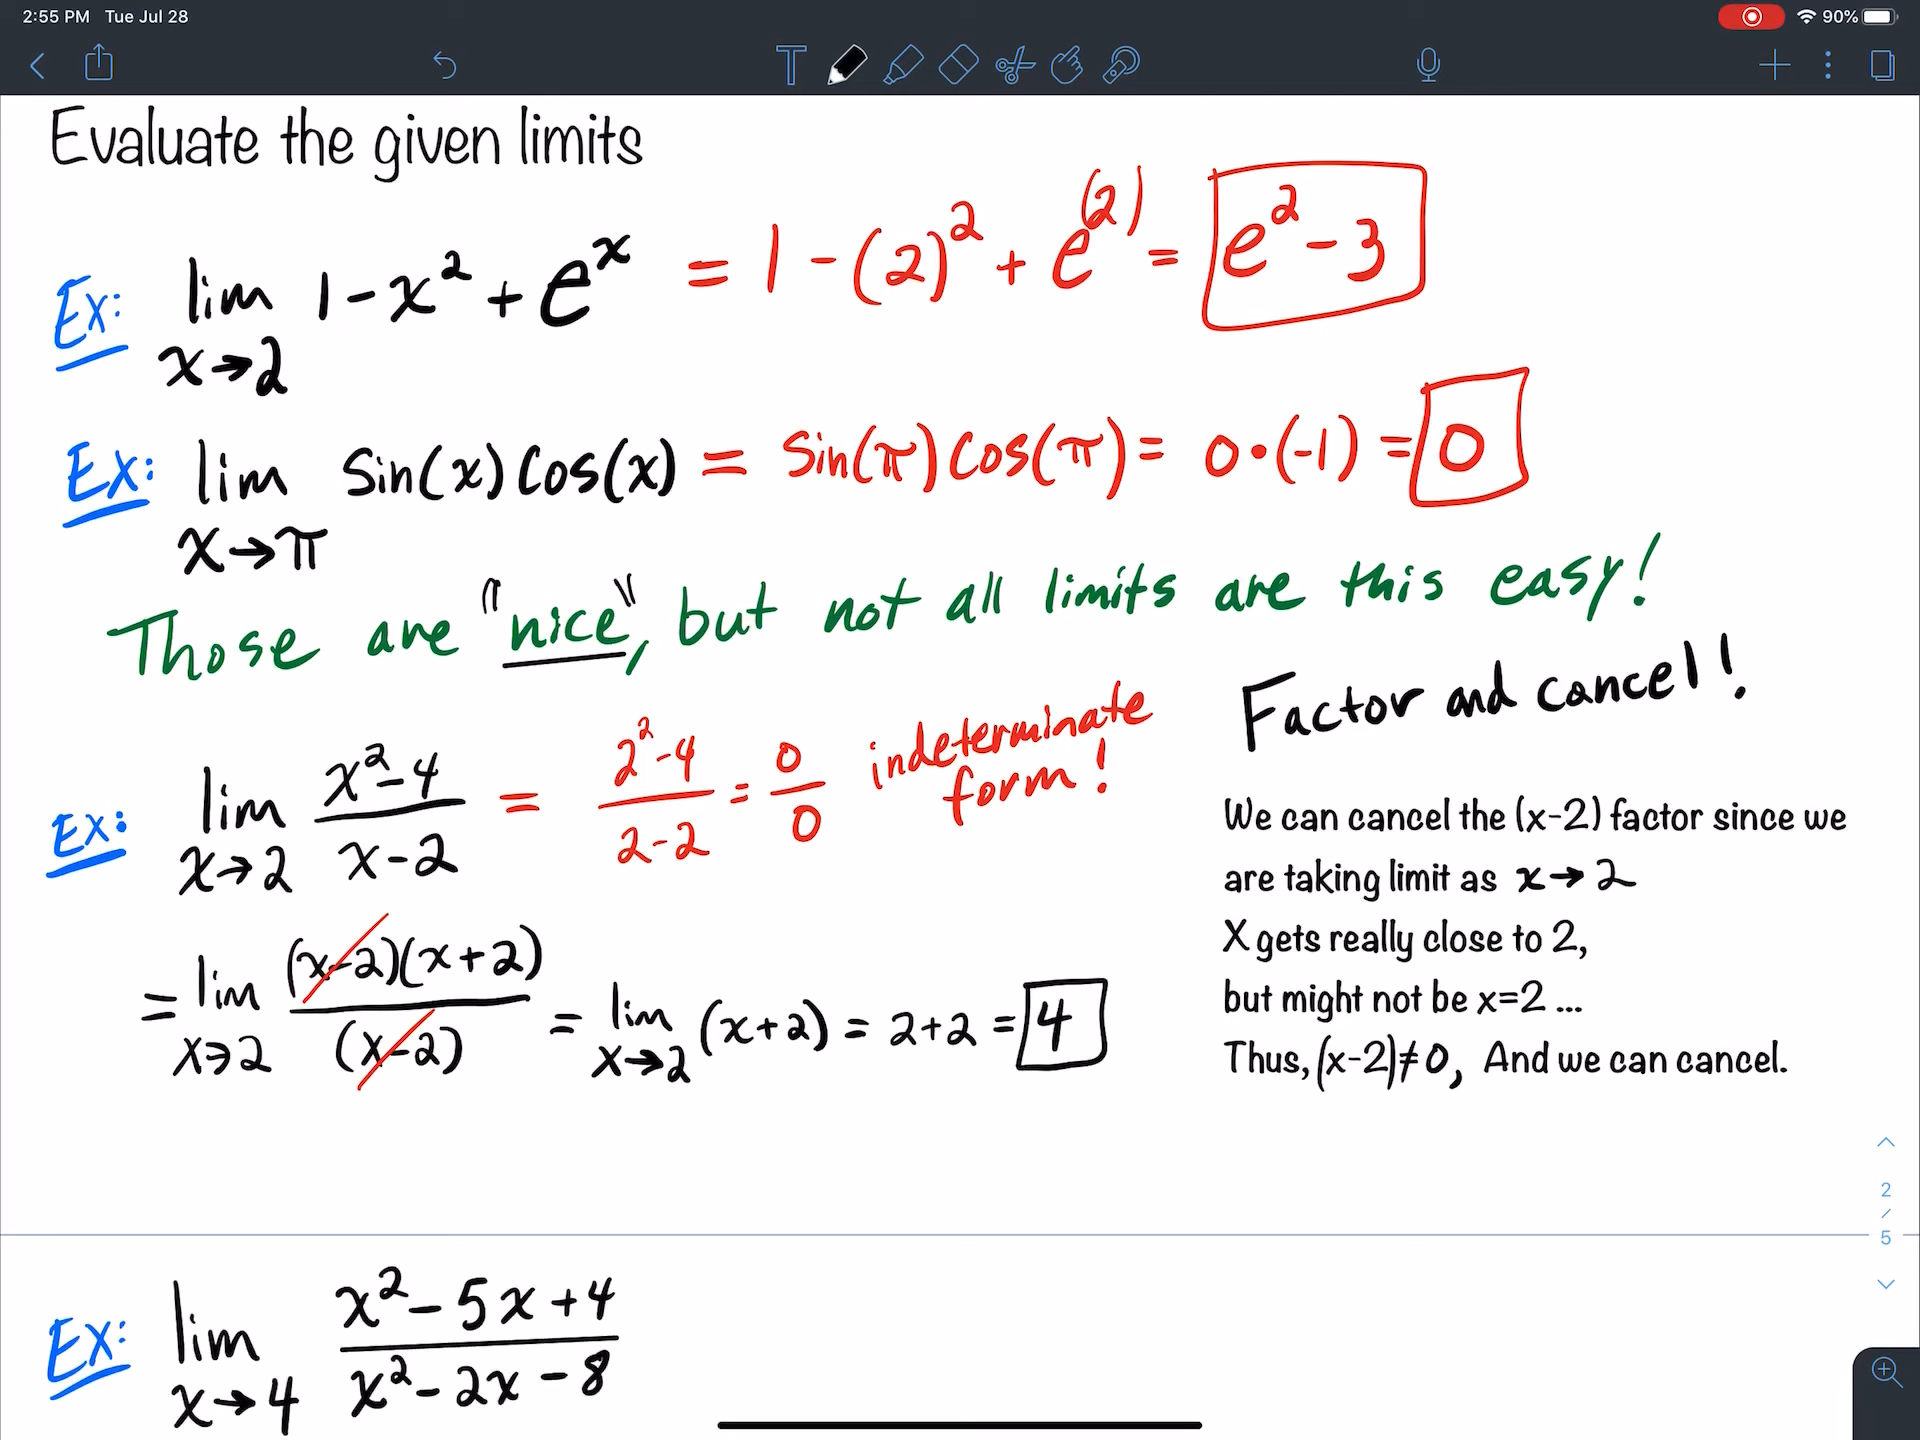 2:55 PM Tue Jul 28
90%
T
Evaluate the given limits
Ex: lim 1-x² + eˣ = 1 - (2)² + e⁽²⁾ = e² - 3
x→2
Ex: lim Sin(x) Cos(x) = Sin(π) Cos(π) = 0•(-1) = 0
x→π
Those are "nice", but not all limits are this easy!
Factor and cancel!
Ex: lim x²-4 / x-2 = 2²-4 / 2-2 = 0/0 indeterminate form!
x→2
= lim (x-2)(x+2) / (x-2) = lim (x+2) = 2+2 = 4
x→2 x→2
We can cancel the (x-2) factor since we
are taking limit as x→2
X gets really close to 2,
but might not be x=2 ...
Thus, (x-2)≠0, And we can cancel.
2
/
5
Ex: lim x² - 5x + 4 / x² - 2x - 8
x→4